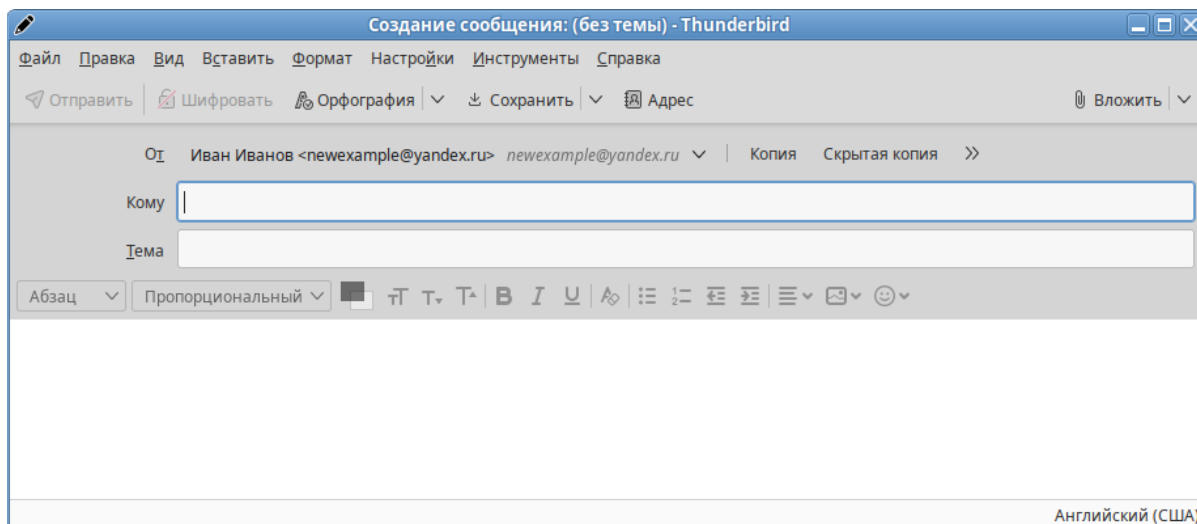 Создание сообщения: (без темы) - Thunderbird
Файл Правка Вид Вставить Формат Настройки Инструменты Справка
Отправить Шифровать Орфография Сохранить Адрес Вложить
От Иван Иванов <newexample@yandex.ru> newexample@yandex.ru Копия Скрытая копия
Кому
Тема
Абзац Пропорциональный
Английский (США)